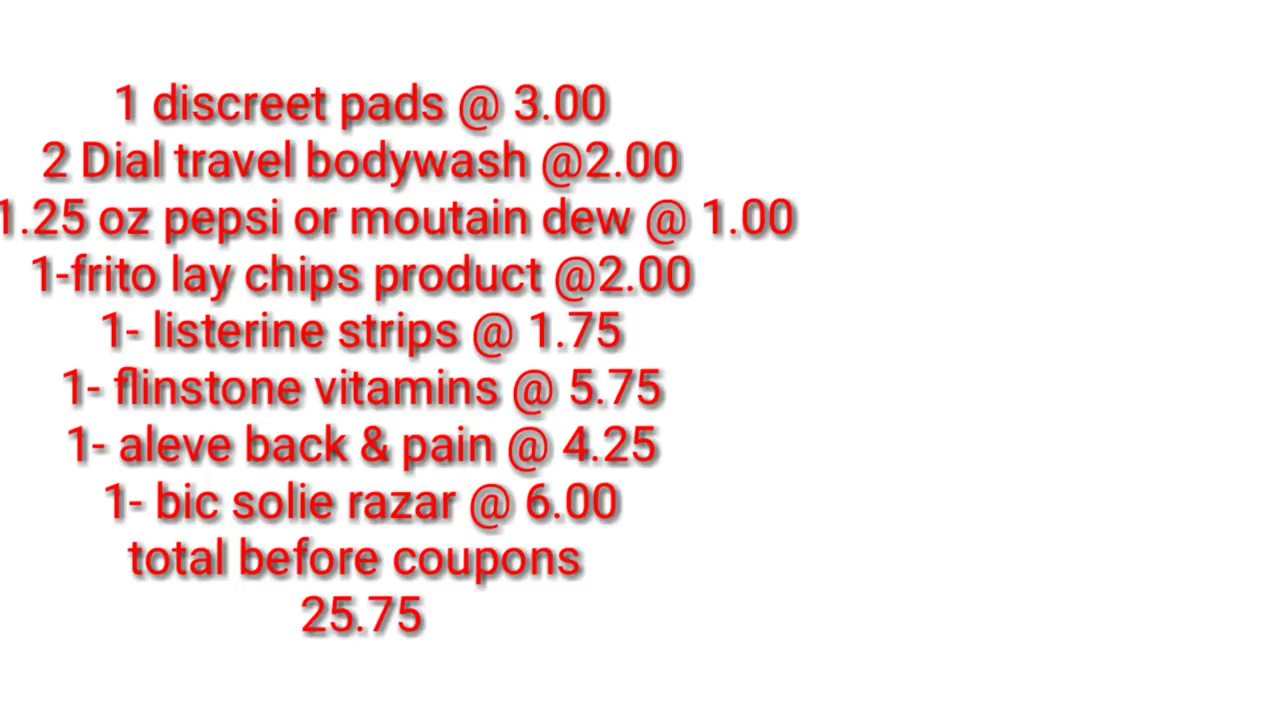 1 discreet pads @ 3.00
2 Dial travel bodywash @2.00
1.25 oz pepsi or moutain dew @ 1.00
1-frito lay chips product @2.00
1- listerine strips @ 1.75
1- flinstone vitamins @ 5.75
1- aleve back & pain @ 4.25
1- bic solie razar @ 6.00
total before coupons
25.75